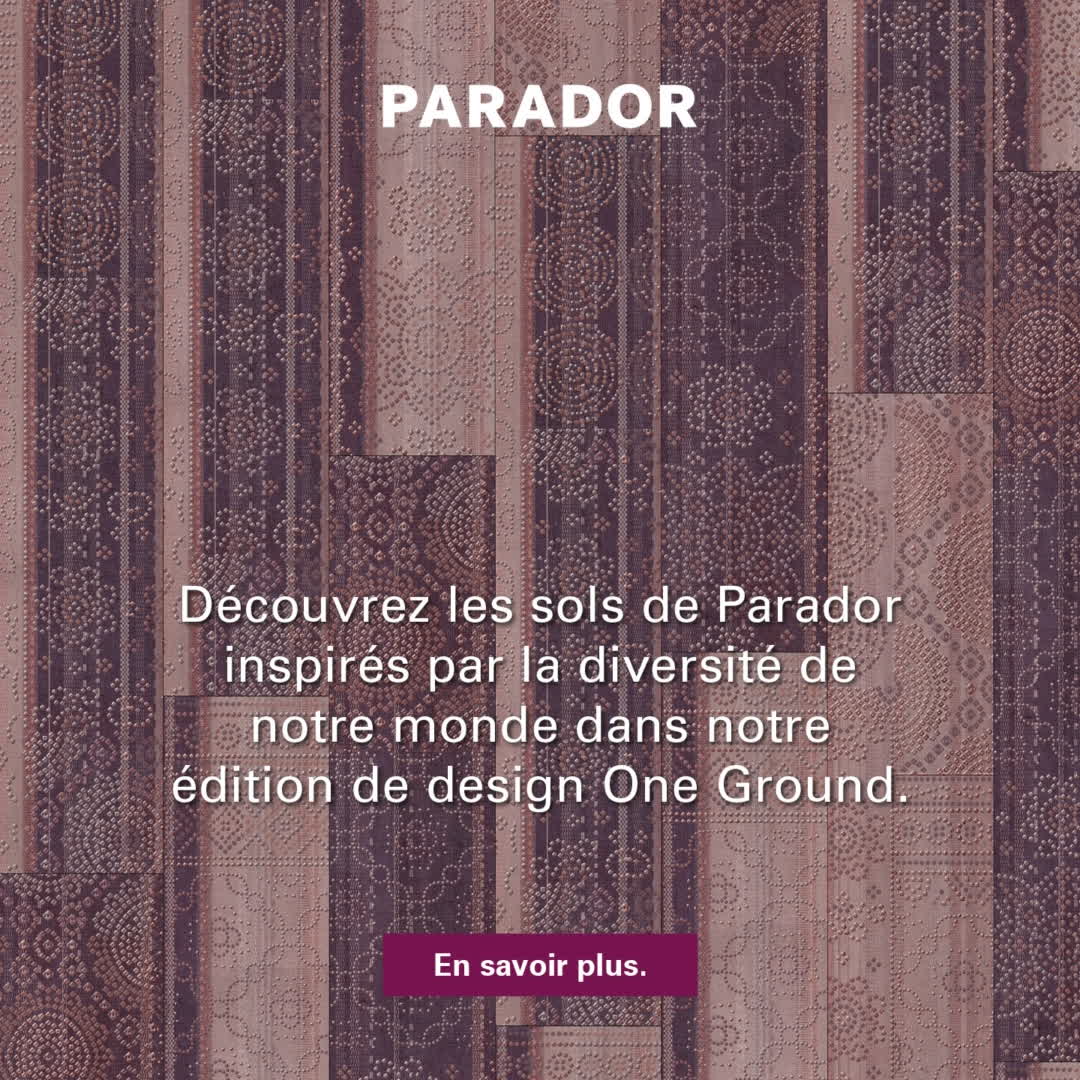 PARADOR
Découvrez les sols de Parador
inspirés par la diversité de
notre monde dans notre
édition de design One Ground.
En savoir plus.